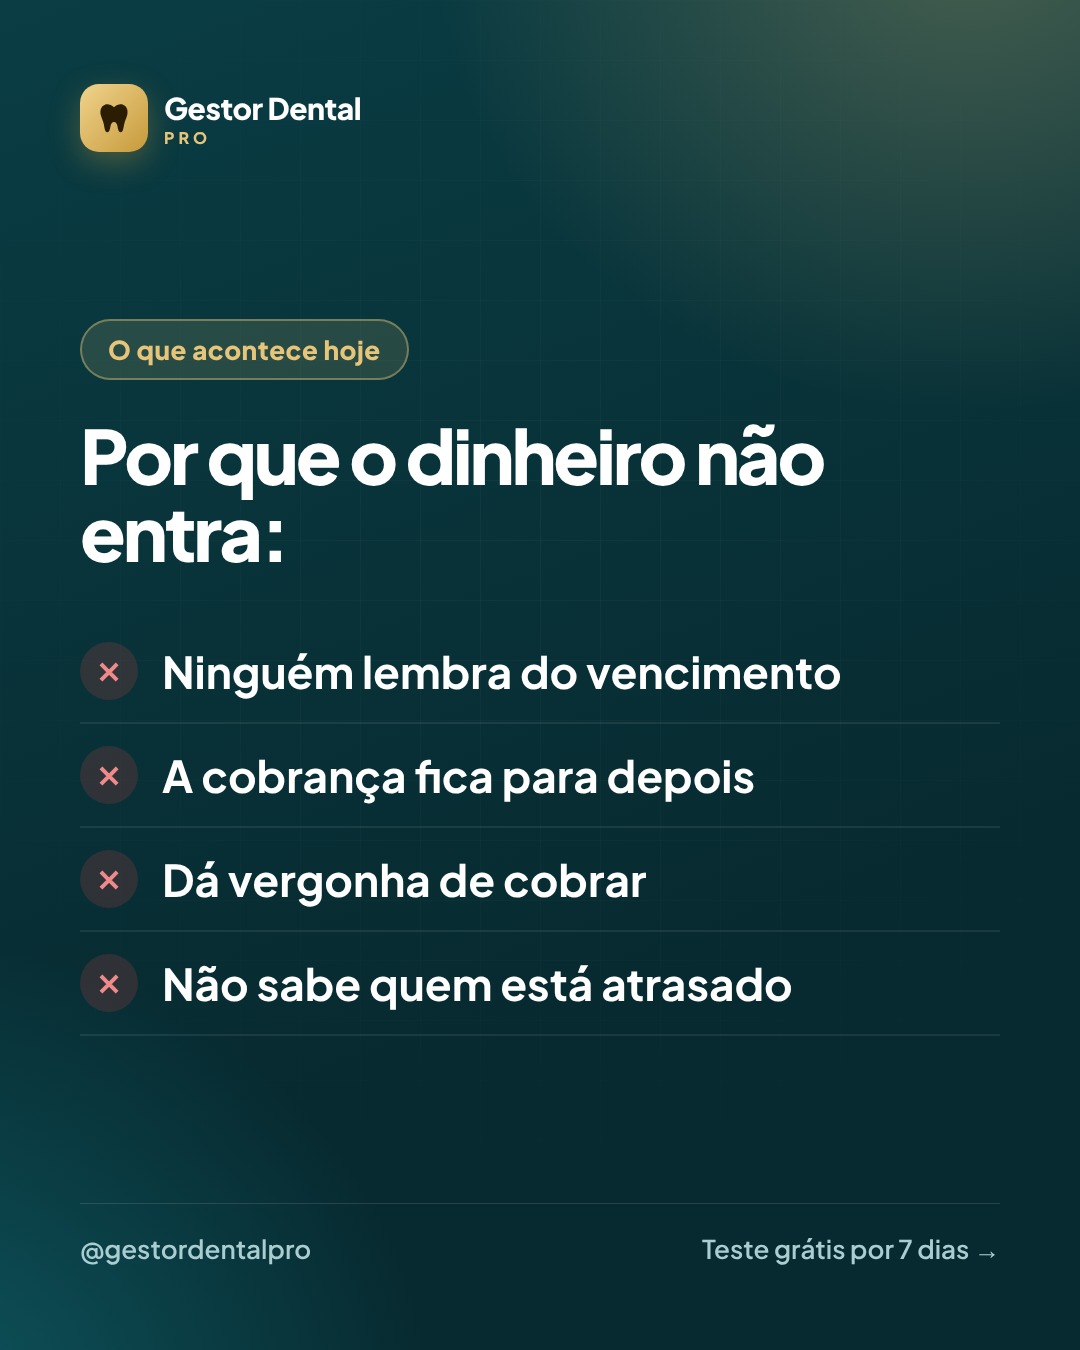 Gestor Dental
PRO
O que acontece hoje
Por que o dinheiro não
entra:
Ninguém lembra do vencimento
A cobrança fica para depois
Dá vergonha de cobrar
Não sabe quem está atrasado
@gestordentalpro
Teste grátis por 7 dias →